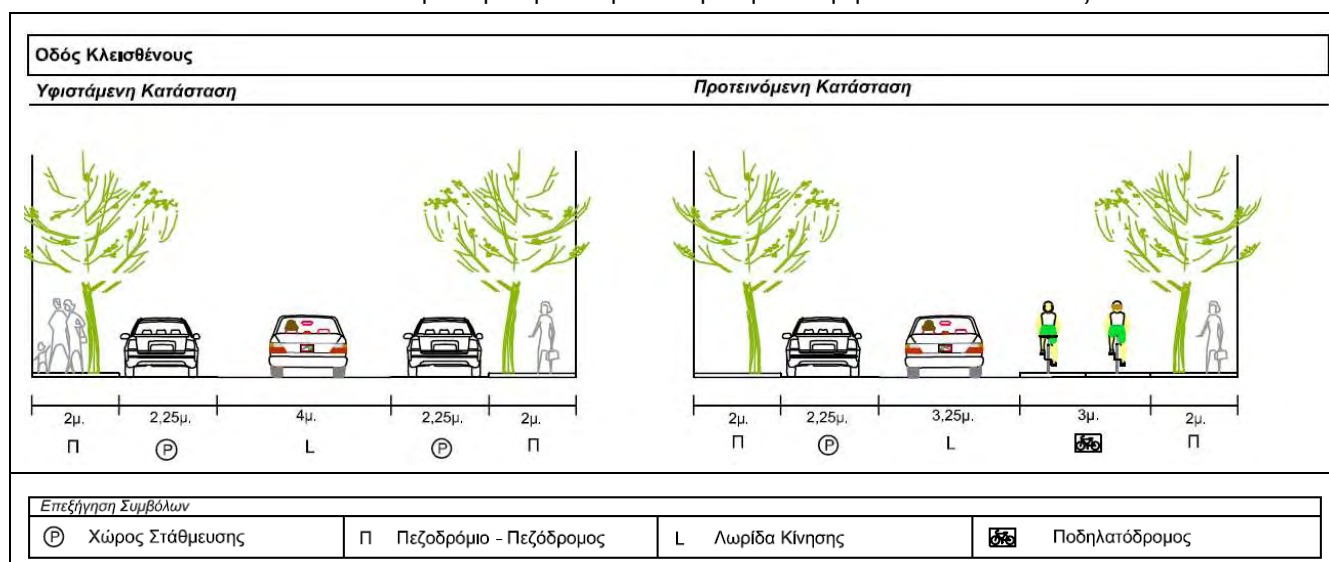 Οδός Κλεισθένους
Υφιστάμενη Κατάσταση
Προτεινόμενη Κατάσταση
2μ. 2,25μ. 4μ. 2,25μ. 2μ.
Π P L P Π
2μ. 2,25μ. 3,25μ. 3μ. 2μ.
Π P L Π
Επεξήγηση Συμβόλων
P Χώρος Στάθμευσης
Π Πεζοδρόμιο - Πεζόδρομος
L Λωρίδα Κίνησης
Ποδηλατόδρομος